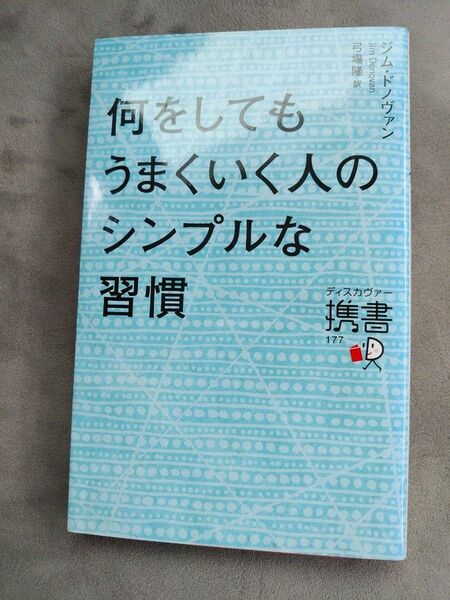 何をしても
うまくいく人の
シンプルな
習慣
ジム・ドノヴァン
Jim Donovan
弓場隆 訳
ディスカヴァー
携書
177